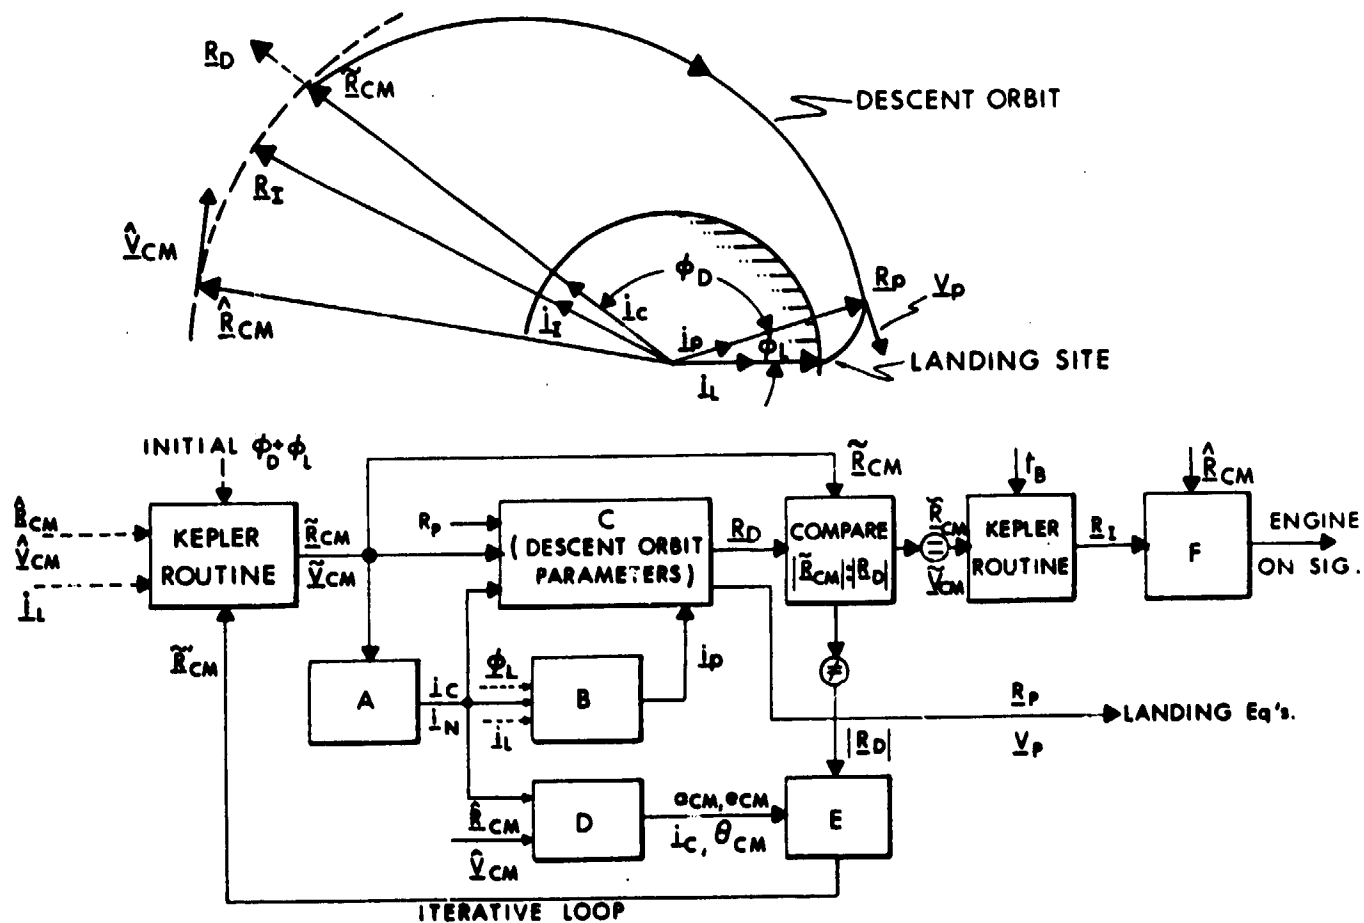 R_D
R̃_CM
DESCENT ORBIT
R_I
V̂_CM
R̂_CM
ϕ_D
i_I
i_C
i_P
R_P
V_P
ϕ_L
i_L
LANDING SITE
INITIAL ϕ_D+ϕ_L
R̂_CM
V̂_CM
i_L
KEPLER
ROUTINE
R̃_CM
Ṽ_CM
R_P
C
(DESCENT ORBIT
PARAMETERS)
R_D
R̃_CM
COMPARE
|R̃_CM|:|R_D|
=
R̃_CM
Ṽ_CM
t_B
KEPLER
ROUTINE
R_I
R̂_CM
F
ENGINE
ON SIG.
R̃'_CM
A
i_C
i_N
ϕ_L
i_L
B
i_P
≠
|R_D|
R_P
V_P
LANDING Eq's.
R̂_CM
V̂_CM
D
a_CM, e_CM
i_C, θ_CM
E
ITERATIVE LOOP